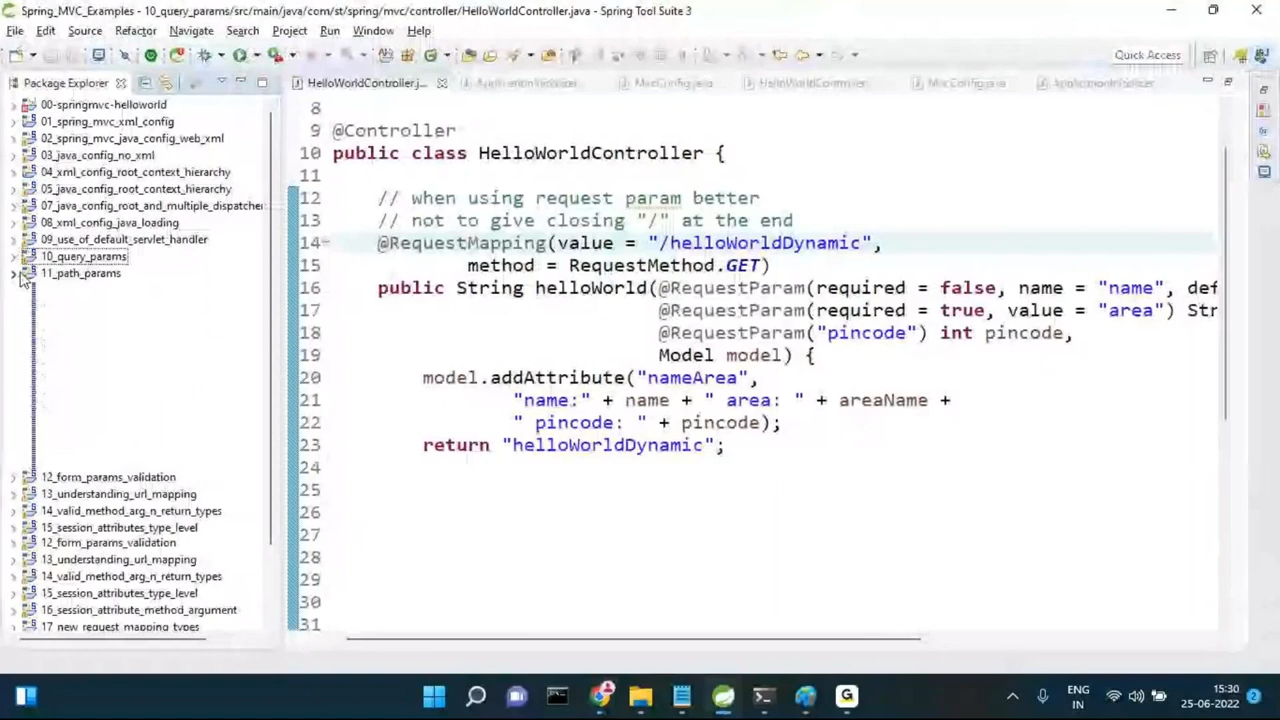 Spring_MVC_Examples - 10_query_params/src/main/java/com/st/spring/mvc/controller/HelloWorldController.java - Spring Tool Suite 3
File Edit Source Refactor Navigate Search Project Run Window Help
Quick Access
Package Explorer
HelloWorldController.j...
ApplicationInitializer
MvcConfig.java
HelloWorldController
MvcConfig.java
00-springmvc-helloworld
01_spring_mvc_xml_config
02_spring_mvc_java_config_web_xml
03_java_config_no_xml
04_xml_config_root_context_hierarchy
05_java_config_root_context_hierarchy
07_java_config_root_and_multiple_dispatcher
08_xml_config_java_loading
09_use_of_default_servlet_handler
10_query_params
11_path_params
12_form_params_validation
13_understanding_url_mapping
14_valid_method_arg_n_return_types
15_session_attributes_type_level
12_form_params_validation
13_understanding_url_mapping
14_valid_method_arg_n_return_types
15_session_attributes_type_level
16_session_attribute_method_argument
17_new_request_mapping_types
8
9 @Controller
10 public class HelloWorldController {
11
12 // when using request param better
13 // not to give closing "/" at the end
14 @RequestMapping(value = "/helloWorldDynamic",
15 method = RequestMethod.GET)
16 public String helloWorld(@RequestParam(required = false, name = "name", def
17 @RequestParam(required = true, value = "area") Str
18 @RequestParam("pincode") int pincode,
19 Model model) {
20 model.addAttribute("nameArea",
21 "name:" + name + " area: " + areaName +
22 " pincode: " + pincode);
23 return "helloWorldDynamic";
24
25
26
27
28
29
30
31
ENG
IN
15:30
25-06-2022
2